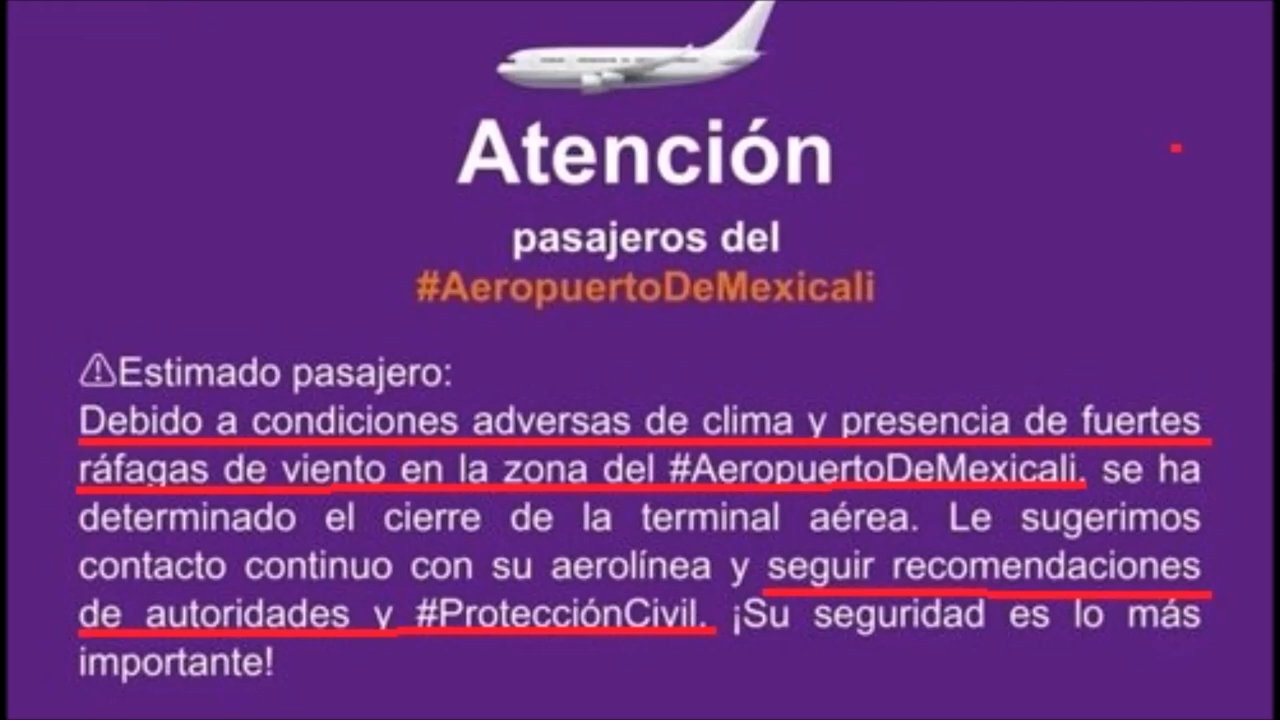 Atención
pasajeros del
#AeropuertoDeMexicali
⚠Estimado pasajero:
Debido a condiciones adversas de clima y presencia de fuertes
ráfagas de viento en la zona del #AeropuertoDeMexicali, se ha
determinado el cierre de la terminal aérea. Le sugerimos
contacto continuo con su aerolínea y seguir recomendaciones
de autoridades y #ProtecciónCivil. ¡Su seguridad es lo más
importante!